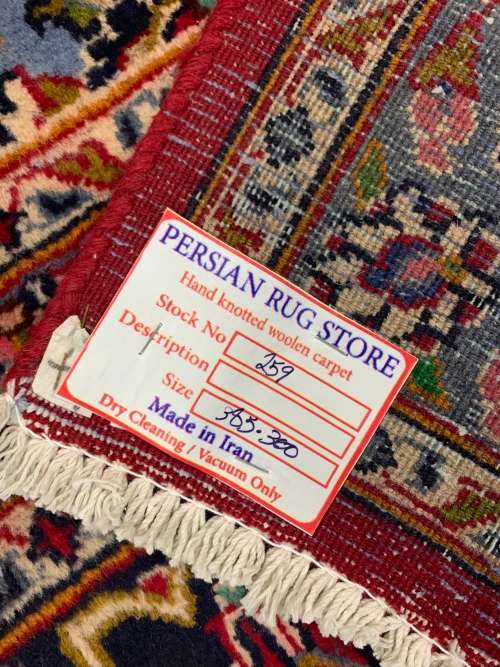 PERSIAN RUG STORE
Hand knotted woolen carpet
Stock No 259
Description
Size 385.300
Made in Iran
Dry Cleaning / Vacuum Only